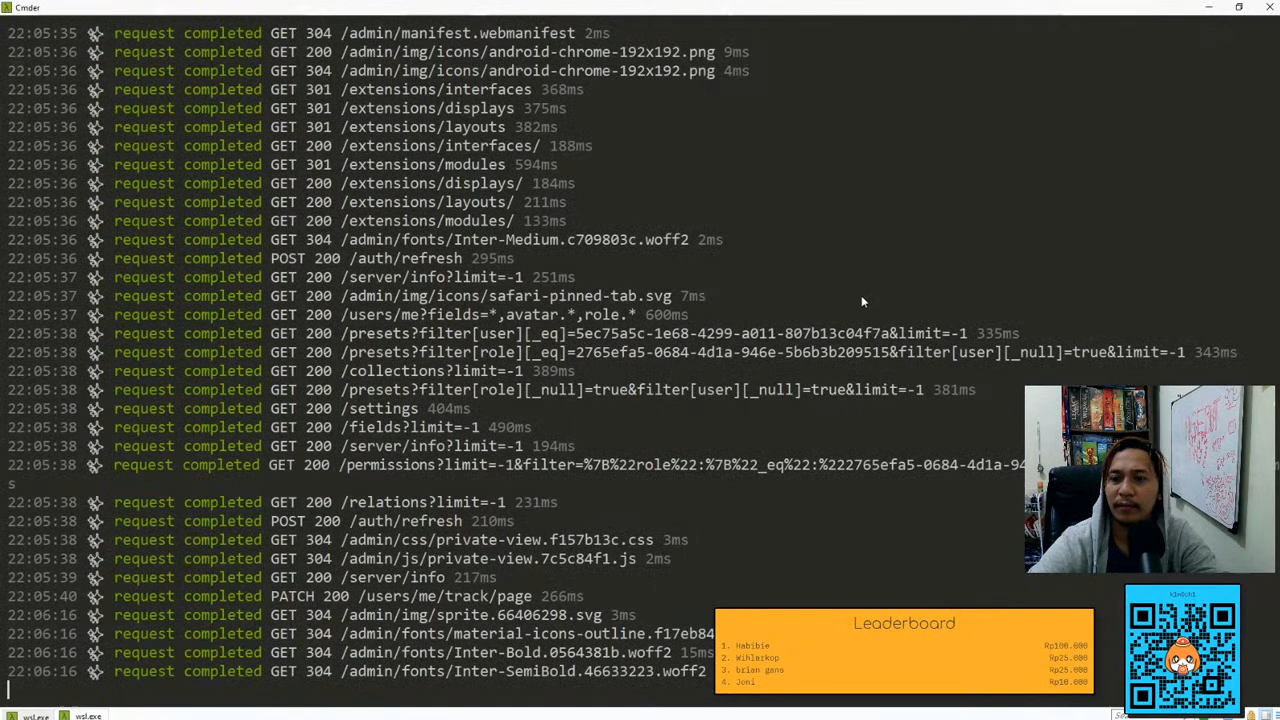 Cmder
22:05:35 request completed GET 304 /admin/manifest.webmanifest 2ms
22:05:36 request completed GET 200 /admin/img/icons/android-chrome-192x192.png 9ms
22:05:36 request completed GET 304 /admin/img/icons/android-chrome-192x192.png 4ms
22:05:36 request completed GET 301 /extensions/interfaces 368ms
22:05:36 request completed GET 301 /extensions/displays 375ms
22:05:36 request completed GET 301 /extensions/layouts 382ms
22:05:36 request completed GET 200 /extensions/interfaces/ 188ms
22:05:36 request completed GET 301 /extensions/modules 594ms
22:05:36 request completed GET 200 /extensions/displays/ 184ms
22:05:36 request completed GET 200 /extensions/layouts/ 211ms
22:05:36 request completed GET 200 /extensions/modules/ 133ms
22:05:36 request completed GET 304 /admin/fonts/Inter-Medium.c709803c.woff2 2ms
22:05:36 request completed POST 200 /auth/refresh 295ms
22:05:37 request completed GET 200 /server/info?limit=-1 251ms
22:05:37 request completed GET 200 /admin/img/icons/safari-pinned-tab.svg 7ms
22:05:37 request completed GET 200 /users/me?fields=*,avatar.*,role.* 600ms
22:05:38 request completed GET 200 /presets?filter[user][_eq]=5ec75a5c-1e68-4299-a011-807b13c04f7a&limit=-1 335ms
22:05:38 request completed GET 200 /presets?filter[role][_eq]=2765efa5-0684-4d1a-946e-5b6b3b209515&filter[user][_null]=true&limit=-1 343ms
22:05:38 request completed GET 200 /collections?limit=-1 389ms
22:05:38 request completed GET 200 /presets?filter[role][_null]=true&filter[user][_null]=true&limit=-1 381ms
22:05:38 request completed GET 200 /settings 404ms
22:05:38 request completed GET 200 /fields?limit=-1 490ms
22:05:38 request completed GET 200 /server/info?limit=-1 194ms
22:05:38 request completed GET 200 /permissions?limit=-1&filter=%7B%22role%22:%7B%22_eq%22:%222765efa5-0684-4d1a-94
s
22:05:38 request completed GET 200 /relations?limit=-1 231ms
22:05:38 request completed POST 200 /auth/refresh 210ms
22:05:38 request completed GET 304 /admin/css/private-view.f157b13c.css 3ms
22:05:38 request completed GET 304 /admin/js/private-view.7c5c84f1.js 2ms
22:05:39 request completed GET 200 /server/info 217ms
22:05:40 request completed PATCH 200 /users/me/track/page 266ms
22:06:16 request completed GET 304 /admin/img/sprite.66406298.svg 3ms
22:06:16 request completed GET 304 /admin/fonts/material-icons-outline.f17eb84
22:06:16 request completed GET 304 /admin/fonts/Inter-Bold.0564381b.woff2 15ms
22:06:16 request completed GET 304 /admin/fonts/Inter-SemiBold.46633223.woff2
Leaderboard
1. Habibie Rp100.000
2. Wihlarkop Rp25.000
3. brian gans Rp25.000
4. Joni Rp10.000
k1m0ch1
wsl.exe
wsl.exe